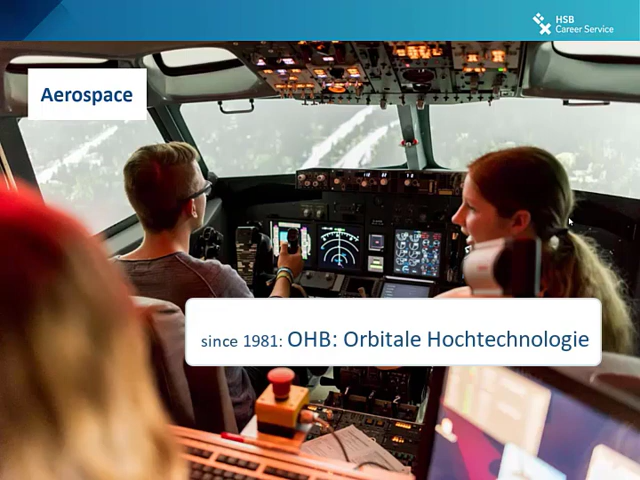 HSB
Career Service
Aerospace
since 1981: OHB: Orbitale Hochtechnologie